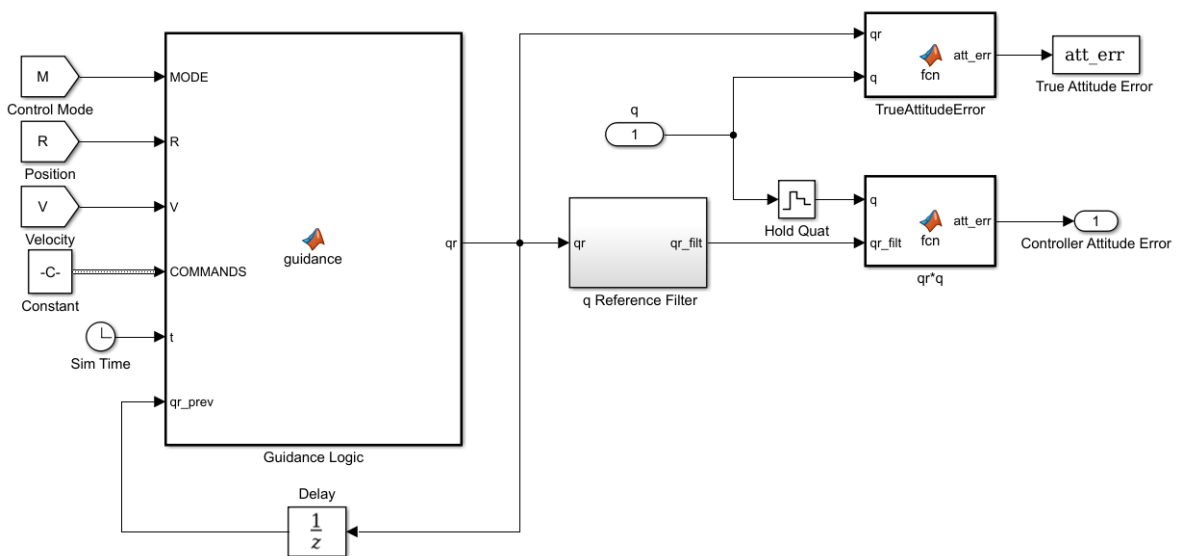 M
Control Mode
R
Position
V
Velocity
-C-
Constant
Sim Time
MODE
R
V
COMMANDS
t
qr_prev
guidance
qr
Guidance Logic
Delay
1
z
q
1
Hold Quat
qr
qr_filt
q Reference Filter
qr
q
fcn
att_err
TrueAttitudeError
att_err
True Attitude Error
q
qr_filt
fcn
att_err
qr*q
1
Controller Attitude Error